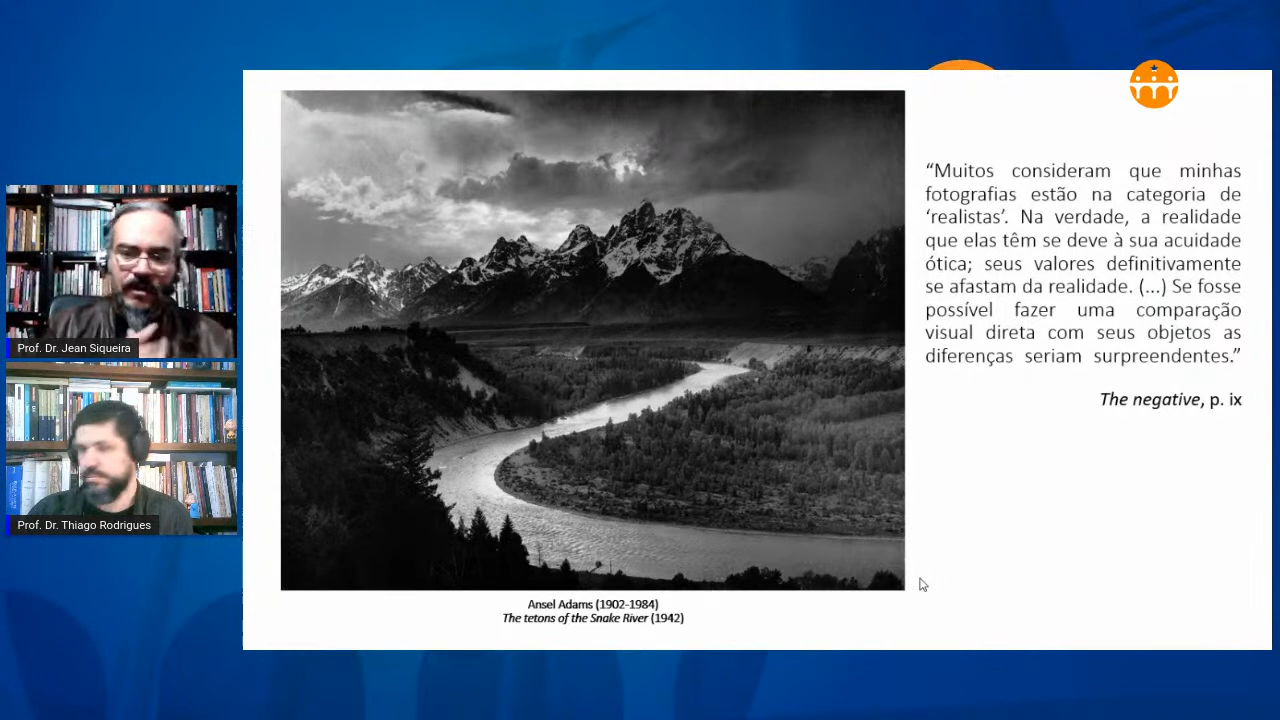 Prof. Dr. Jean Siqueira
Prof. Dr. Thiago Rodrigues
“Muitos consideram que minhas
fotografias estão na categoria de
‘realistas’. Na verdade, a realidade
que elas têm se deve à sua acuidade
ótica; seus valores definitivamente
se afastam da realidade. (...) Se fosse
possível fazer uma comparação
visual direta com seus objetos as
diferenças seriam surpreendentes.”
The negative, p. ix
Ansel Adams (1902-1984)
The tetons of the Snake River (1942)